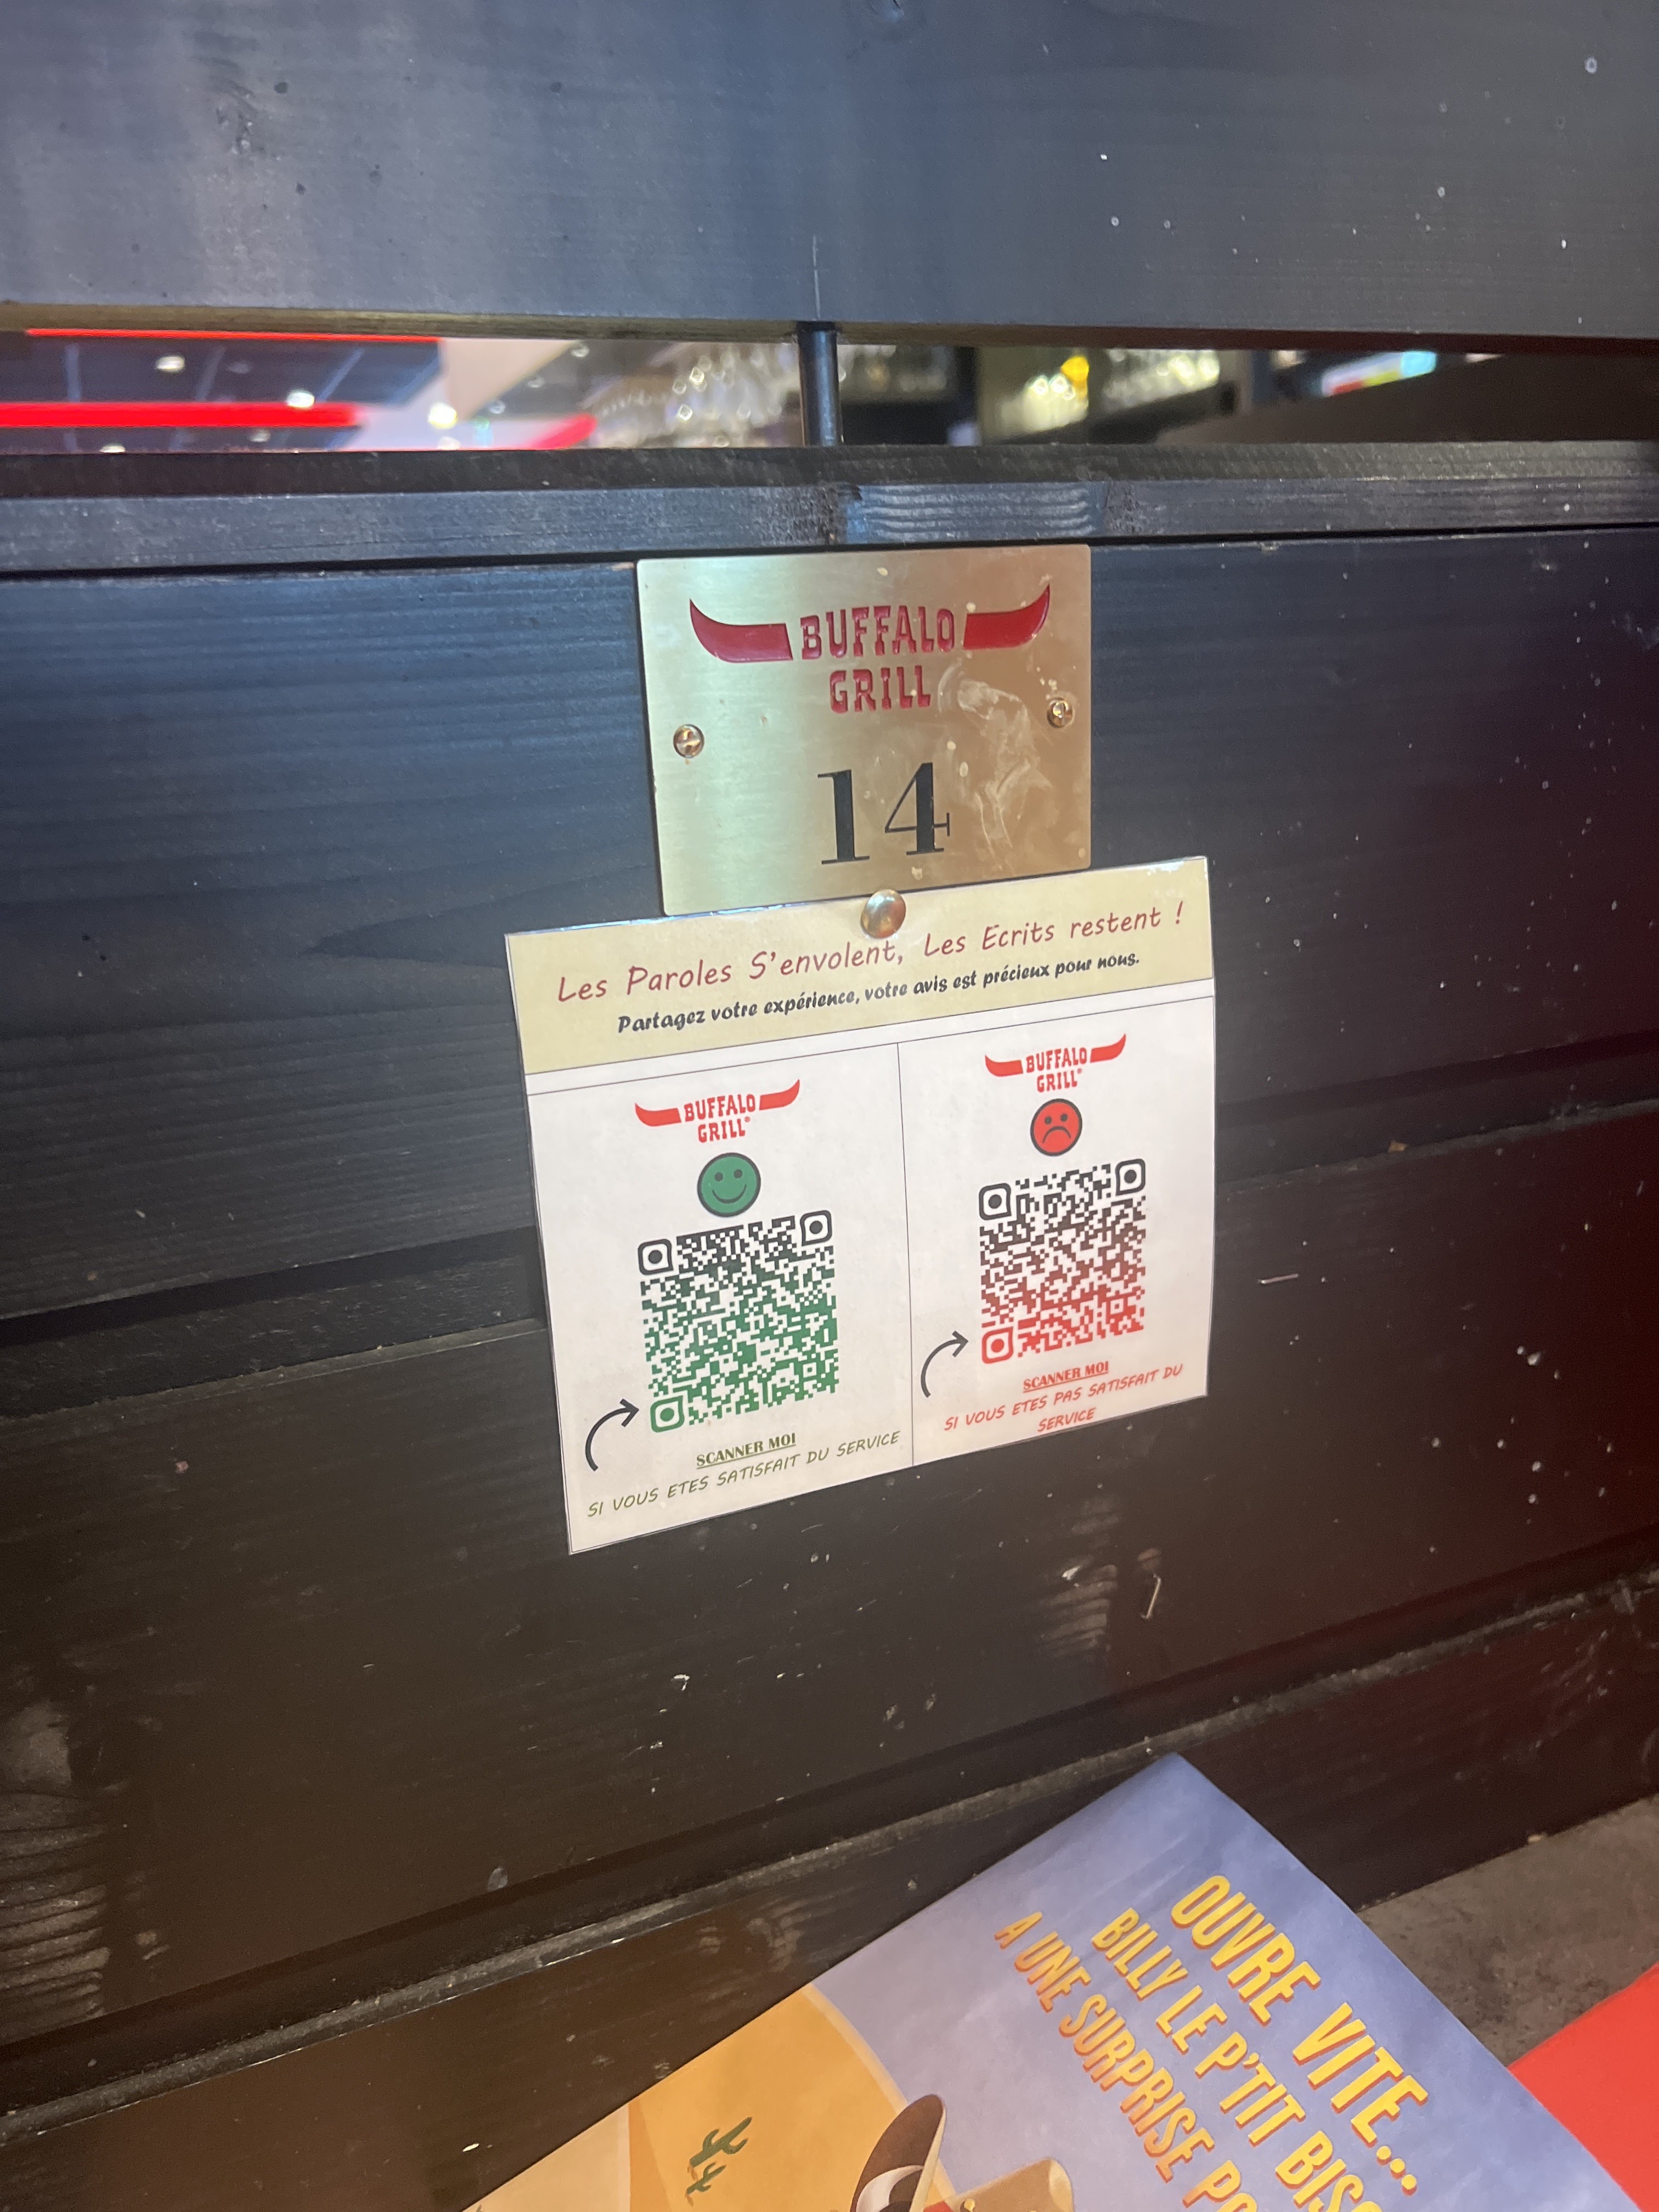 BUFFALO
GRILL
14
Les Paroles S'envolent, Les Ecrits restent !
Partagez votre expérience, votre avis est précieux pour nous.
BUFFALO
GRILL
SCANNER MOI
SI VOUS ETES SATISFAIT DU SERVICE
BUFFALO
GRILL
SCANNER MOI
SI VOUS ETES PAS SATISFAIT DU
SERVICE
OUVRE VITE...
BILLY LE P'TIT
A UNE SURPRISE